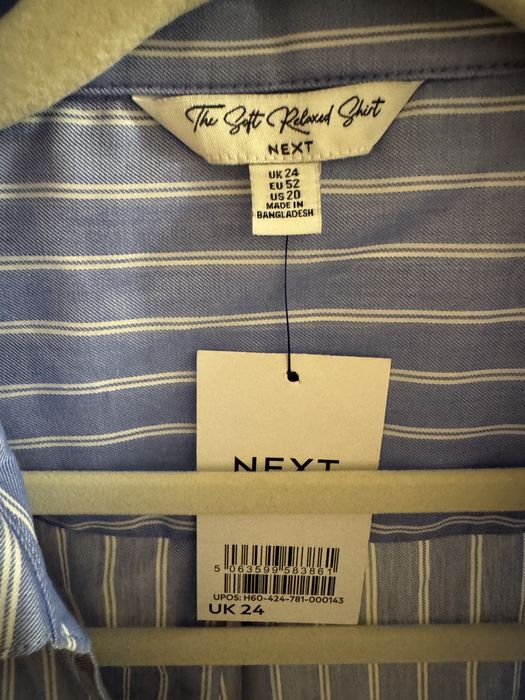 The Soft Relaxed Shirt
NEXT
UK 24
EU 52
US 20
MADE IN
BANGLADESH
NEXT
5 063599 583861
UPOS: H60-424-781-000143
UK 24